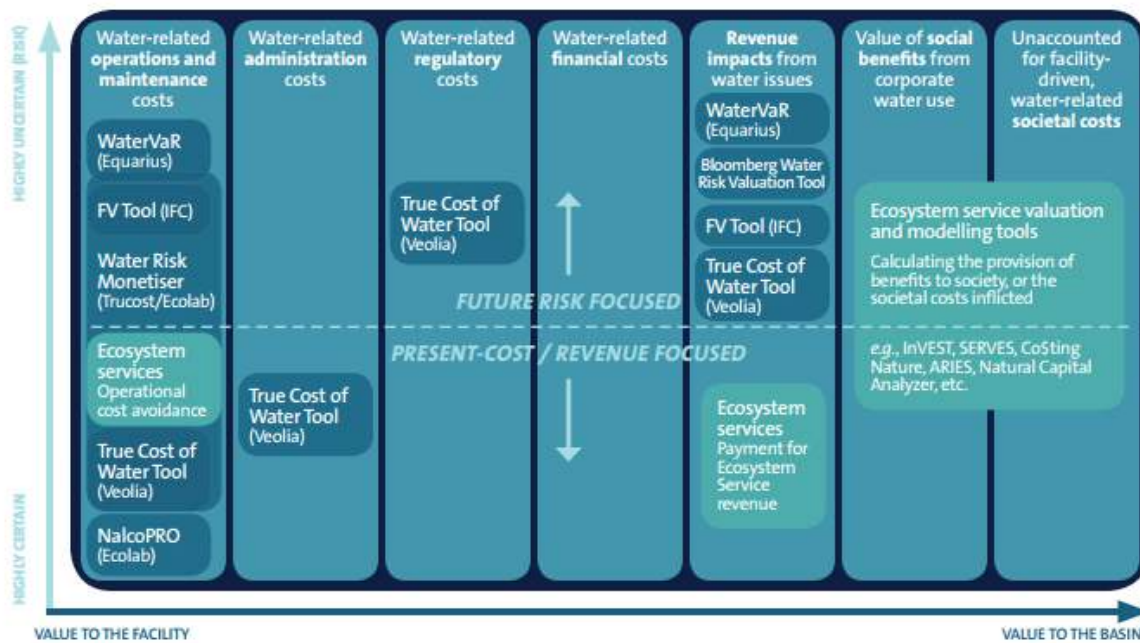 HIGHLY UNCERTAIN (RISK)
HIGHLY CERTAIN
Water-related
operations and
maintenance
costs
WaterVaR
(Equarius)
FV Tool (IFC)
Water Risk
Monetiser
(Trucost/Ecolab)
Ecosystem
services
Operational
cost avoidance
True Cost of
Water Tool
(Veolia)
NalcoPRO
(Ecolab)
Water-related
administration
costs
True Cost of
Water Tool
(Veolia)
Water-related
regulatory
costs
True Cost of
Water Tool
(Veolia)
Water-related
financial costs
FUTURE RISK FOCUSED
PRESENT-COST / REVENUE FOCUSED
Revenue
impacts from
water issues
WaterVaR
(Equarius)
Bloomberg Water
Risk Valuation Tool
FV Tool (IFC)
True Cost of
Water Tool
(Veolia)
Ecosystem
services
Payment for
Ecosystem
Service
revenue
Value of social
benefits from
corporate
water use
Unaccounted
for facility-
driven,
water-related
societal costs
Ecosystem service valuation
and modelling tools
Calculating the provision of
benefits to society, or the
societal costs inflicted
e.g., InVEST, SERVES, Co$ting
Nature, ARIES, Natural Capital
Analyzer, etc.
VALUE TO THE FACILITY
VALUE TO THE BASIN